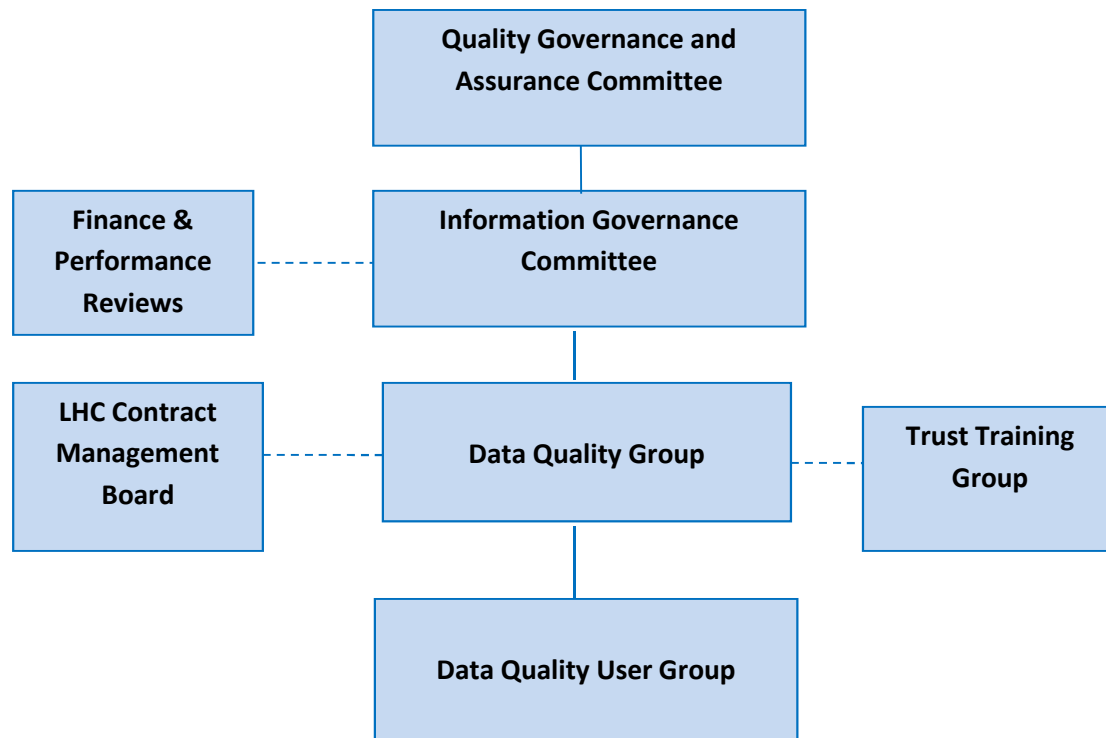 Quality Governance and
Assurance Committee
Finance &
Performance
Reviews
Information Governance
Committee
LHC Contract
Management
Board
Data Quality Group
Trust Training
Group
Data Quality User Group